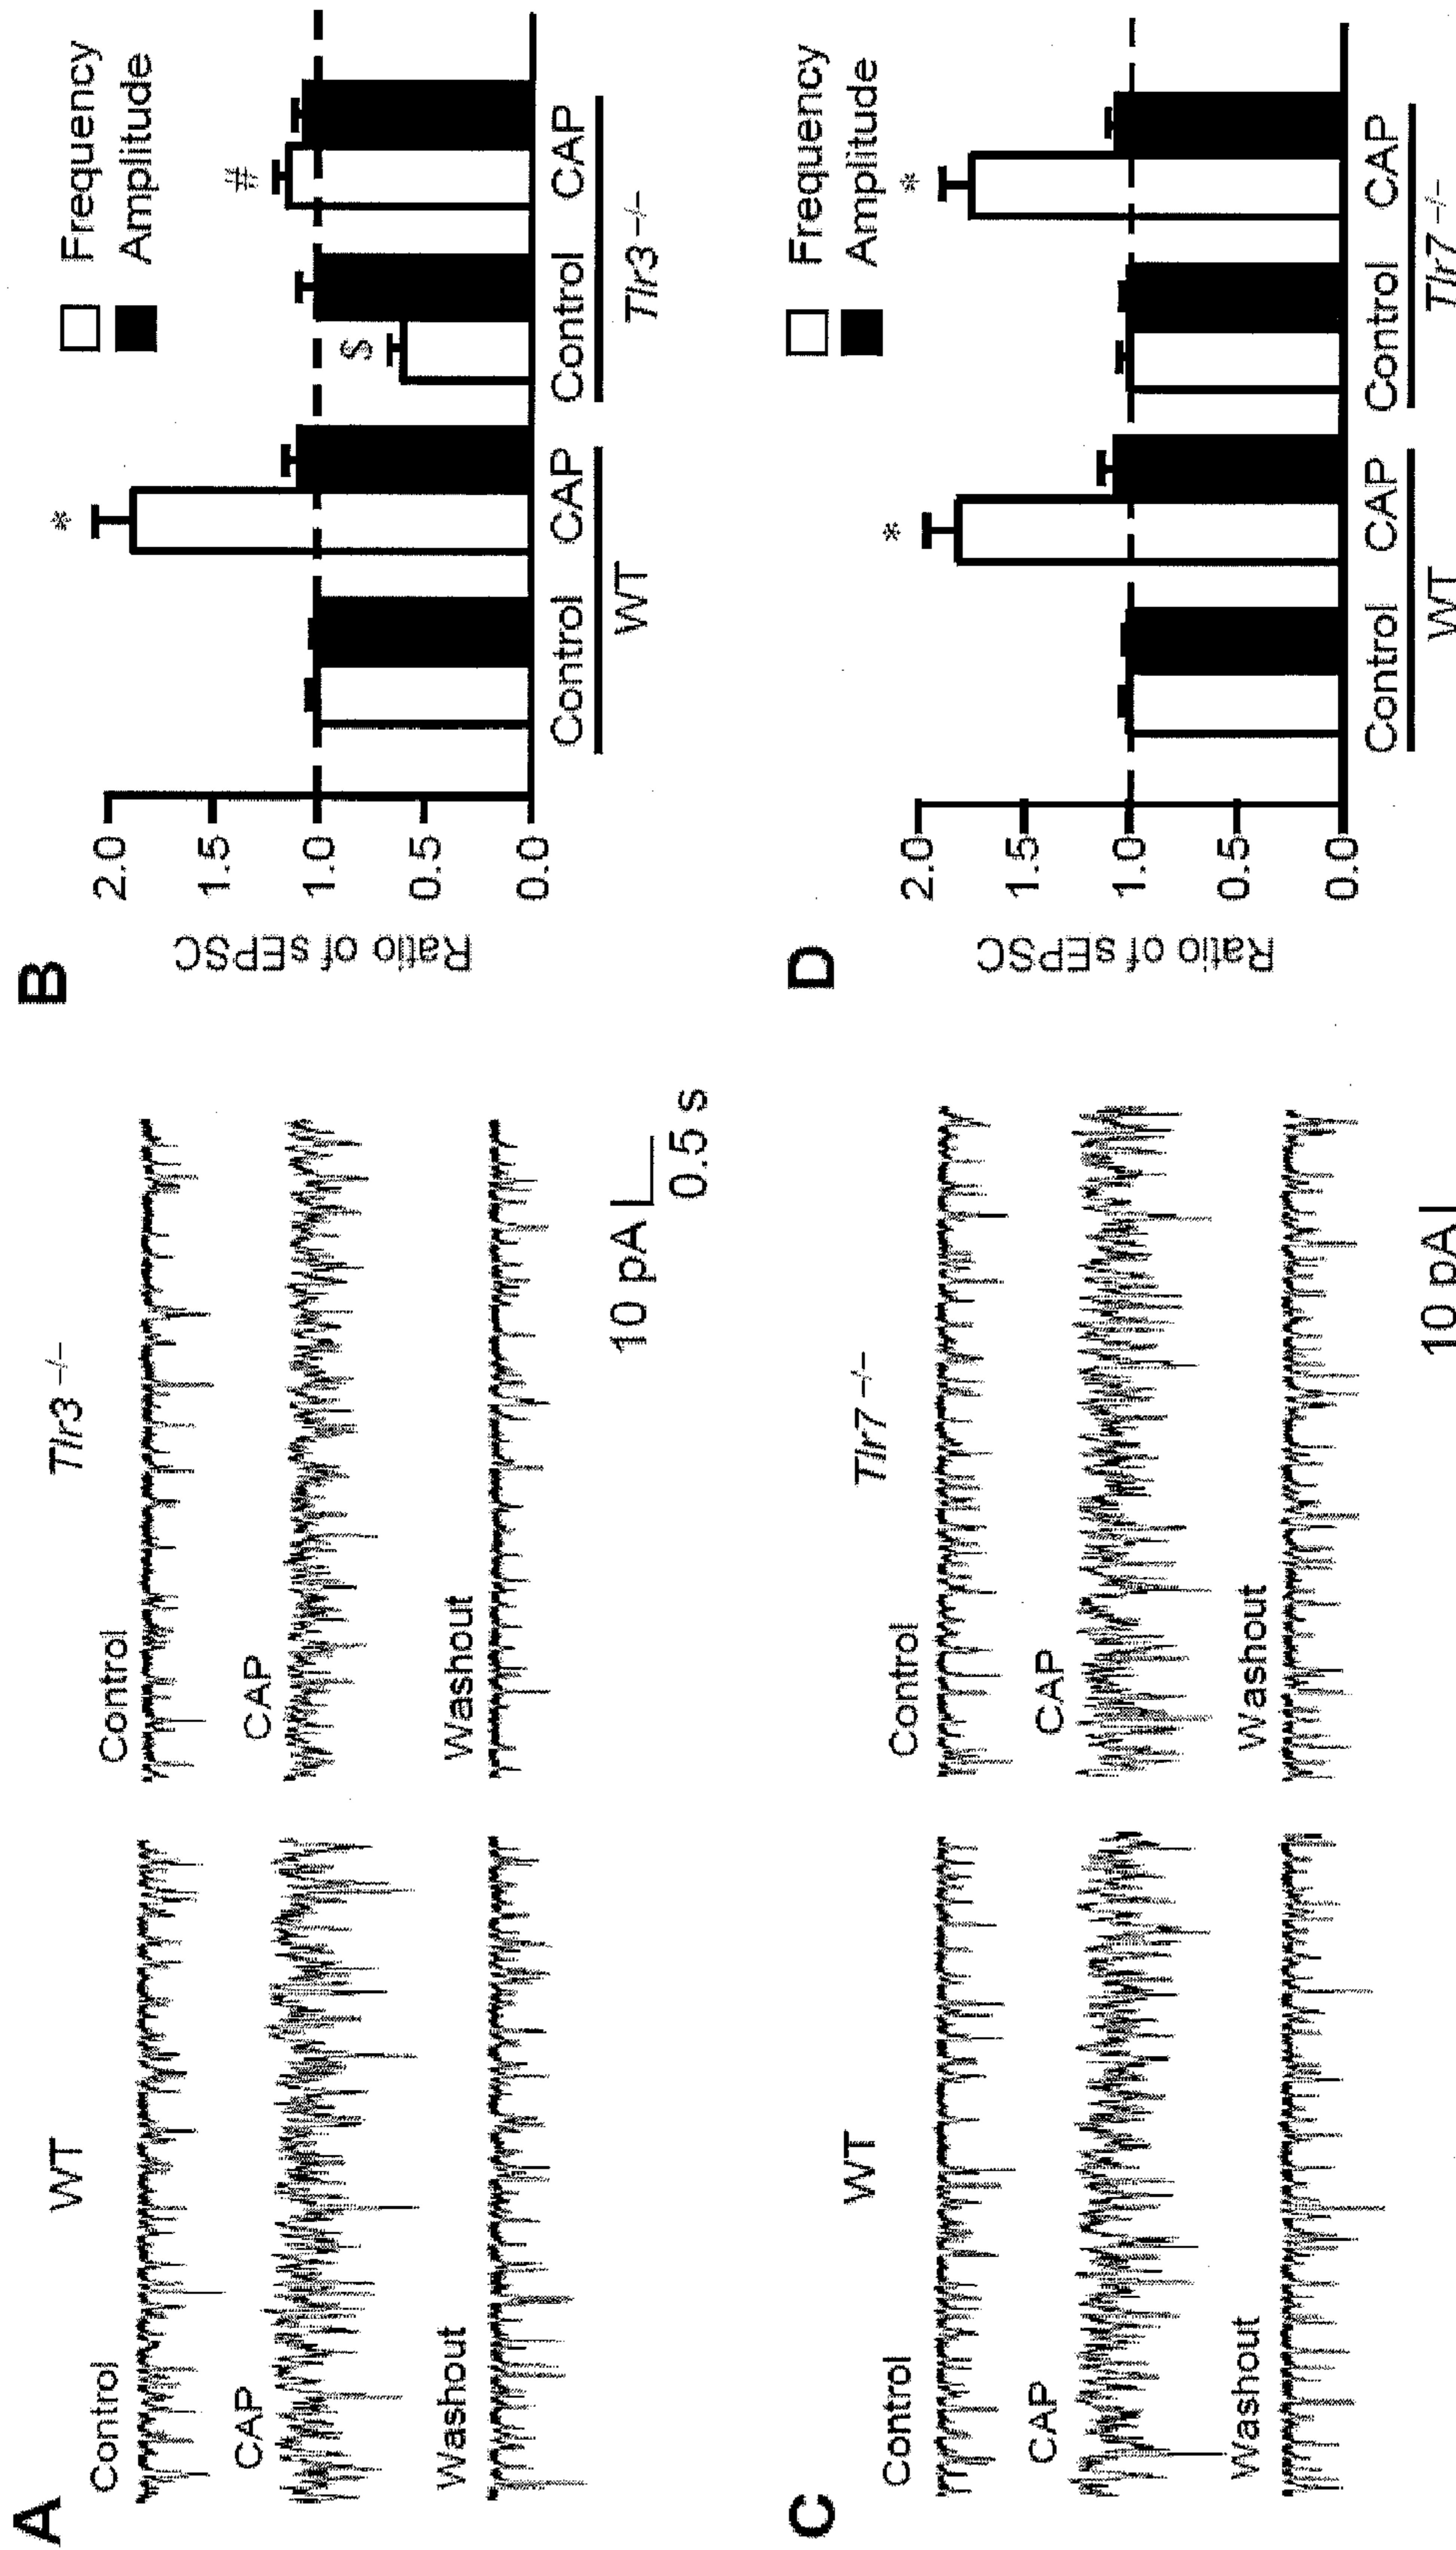 A
WT
Tlr3 –/–
Control
Control
CAP
CAP
Washout
Washout
10 pA
0.5 s
B
Frequency
Amplitude
Ratio of sEPSC
2.0
1.5
1.0
0.5
0.0
*
$
#
Control CAP Control CAP
WT Tlr3 –/–
C
WT
Tlr7 –/–
Control
Control
CAP
CAP
Washout
Washout
10 pA
D
Frequency
Amplitude
Ratio of sEPSC
2.0
1.5
1.0
0.5
0.0
*
*
Control CAP Control CAP
WT Tlr7 –/–